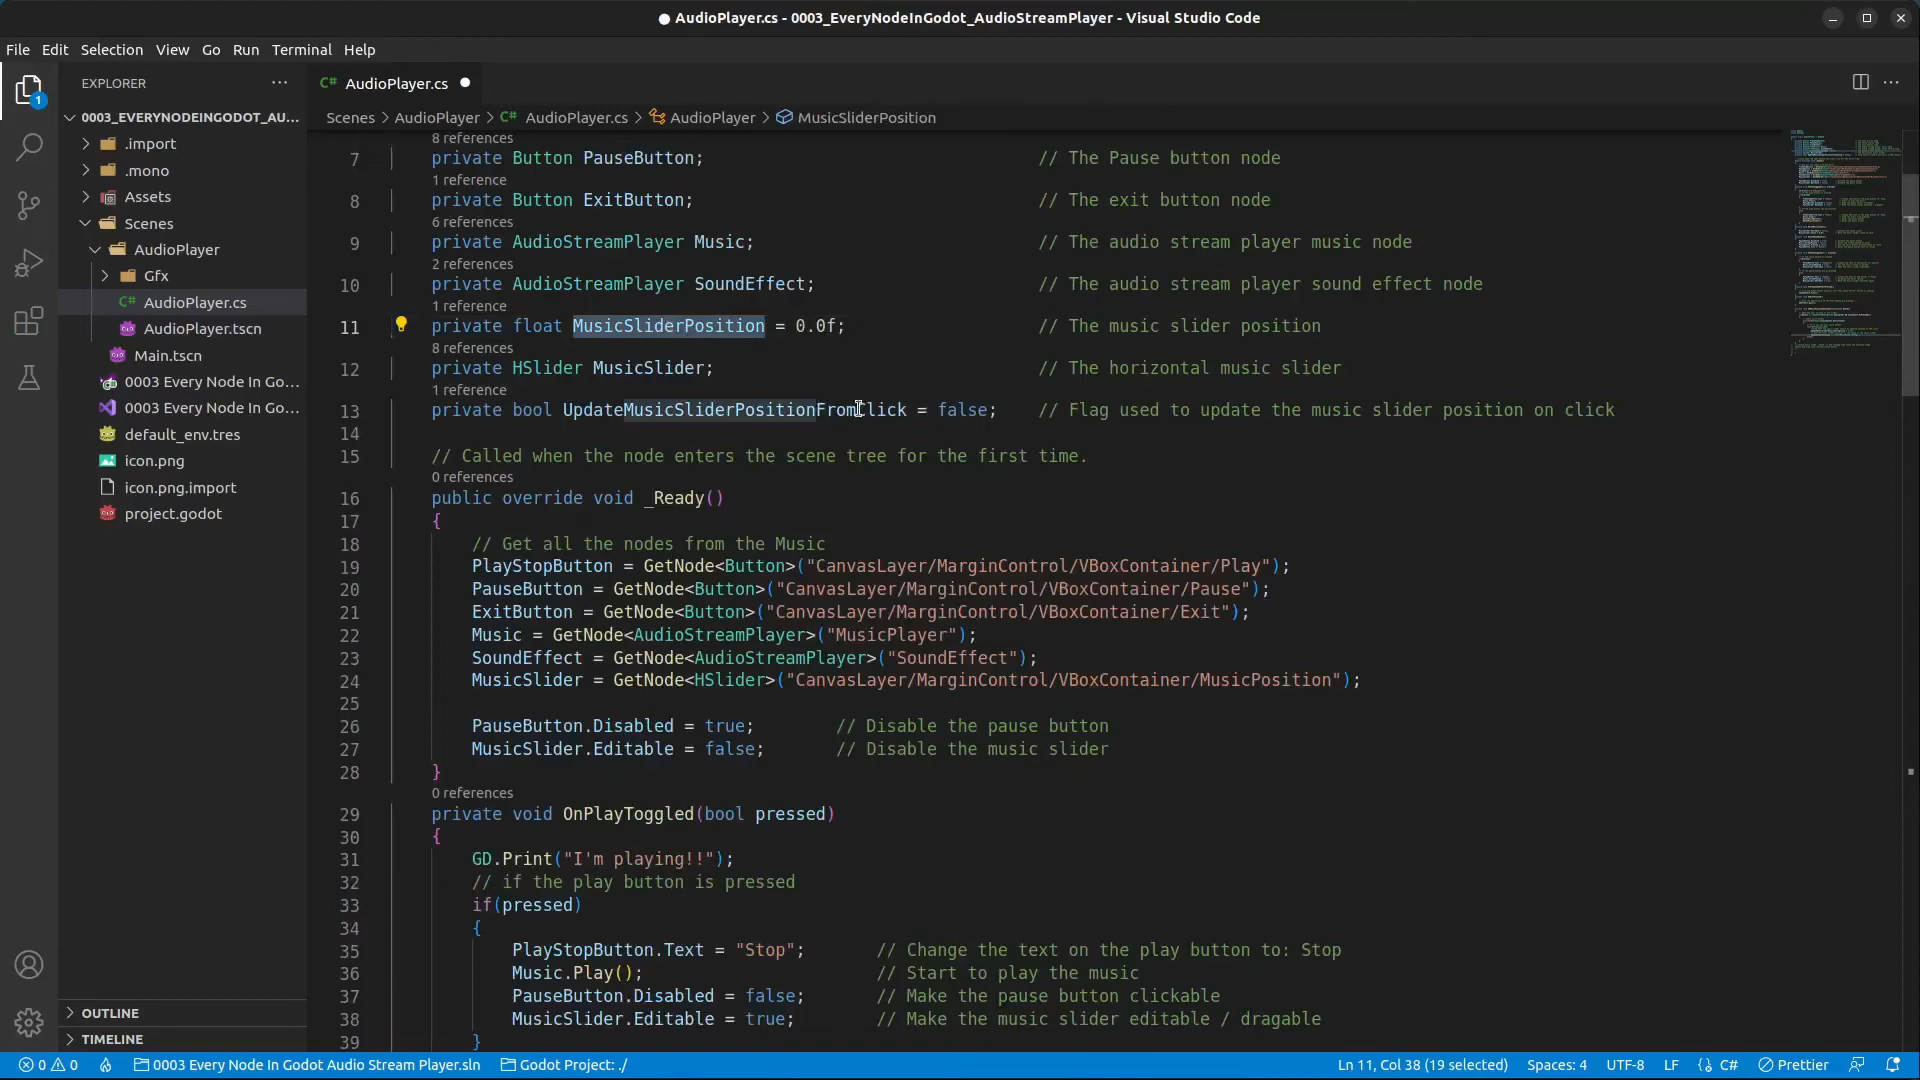 AudioPlayer.cs - 0003_EveryNodeInGodot_AudioStreamPlayer - Visual Studio Code
File Edit Selection View Go Run Terminal Help
EXPLORER
1
0003_EVERYNODEINGODOT_AU...
.import
.mono
Assets
Scenes
AudioPlayer
Gfx
C# AudioPlayer.cs
AudioPlayer.tscn
Main.tscn
0003 Every Node In Go...
0003 Every Node In Go...
default_env.tres
icon.png
icon.png.import
project.godot
OUTLINE
TIMELINE
C# AudioPlayer.cs
Scenes > AudioPlayer > C# AudioPlayer.cs > AudioPlayer > MusicSliderPosition
8 references
7 private Button PauseButton; // The Pause button node
1 reference
8 private Button ExitButton; // The exit button node
6 references
9 private AudioStreamPlayer Music; // The audio stream player music node
2 references
10 private AudioStreamPlayer SoundEffect; // The audio stream player sound effect node
1 reference
11 private float MusicSliderPosition = 0.0f; // The music slider position
8 references
12 private HSlider MusicSlider; // The horizontal music slider
1 reference
13 private bool UpdateMusicSliderPositionFromClick = false; // Flag used to update the music slider position on click
14
15 // Called when the node enters the scene tree for the first time.
0 references
16 public override void _Ready()
17 {
18 // Get all the nodes from the Music
19 PlayStopButton = GetNode<Button>("CanvasLayer/MarginControl/VBoxContainer/Play");
20 PauseButton = GetNode<Button>("CanvasLayer/MarginControl/VBoxContainer/Pause");
21 ExitButton = GetNode<Button>("CanvasLayer/MarginControl/VBoxContainer/Exit");
22 Music = GetNode<AudioStreamPlayer>("MusicPlayer");
23 SoundEffect = GetNode<AudioStreamPlayer>("SoundEffect");
24 MusicSlider = GetNode<HSlider>("CanvasLayer/MarginControl/VBoxContainer/MusicPosition");
25
26 PauseButton.Disabled = true; // Disable the pause button
27 MusicSlider.Editable = false; // Disable the music slider
28 }
0 references
29 private void OnPlayToggled(bool pressed)
30 {
31 GD.Print("I'm playing!!");
32 // if the play button is pressed
33 if(pressed)
34 {
35 PlayStopButton.Text = "Stop"; // Change the text on the play button to: Stop
36 Music.Play(); // Start to play the music
37 PauseButton.Disabled = false; // Make the pause button clickable
38 MusicSlider.Editable = true; // Make the music slider editable / dragable
39 }
0 0 0003 Every Node In Godot Audio Stream Player.sln Godot Project: ./ Ln 11, Col 38 (19 selected) Spaces: 4 UTF-8 LF {} C# Prettier